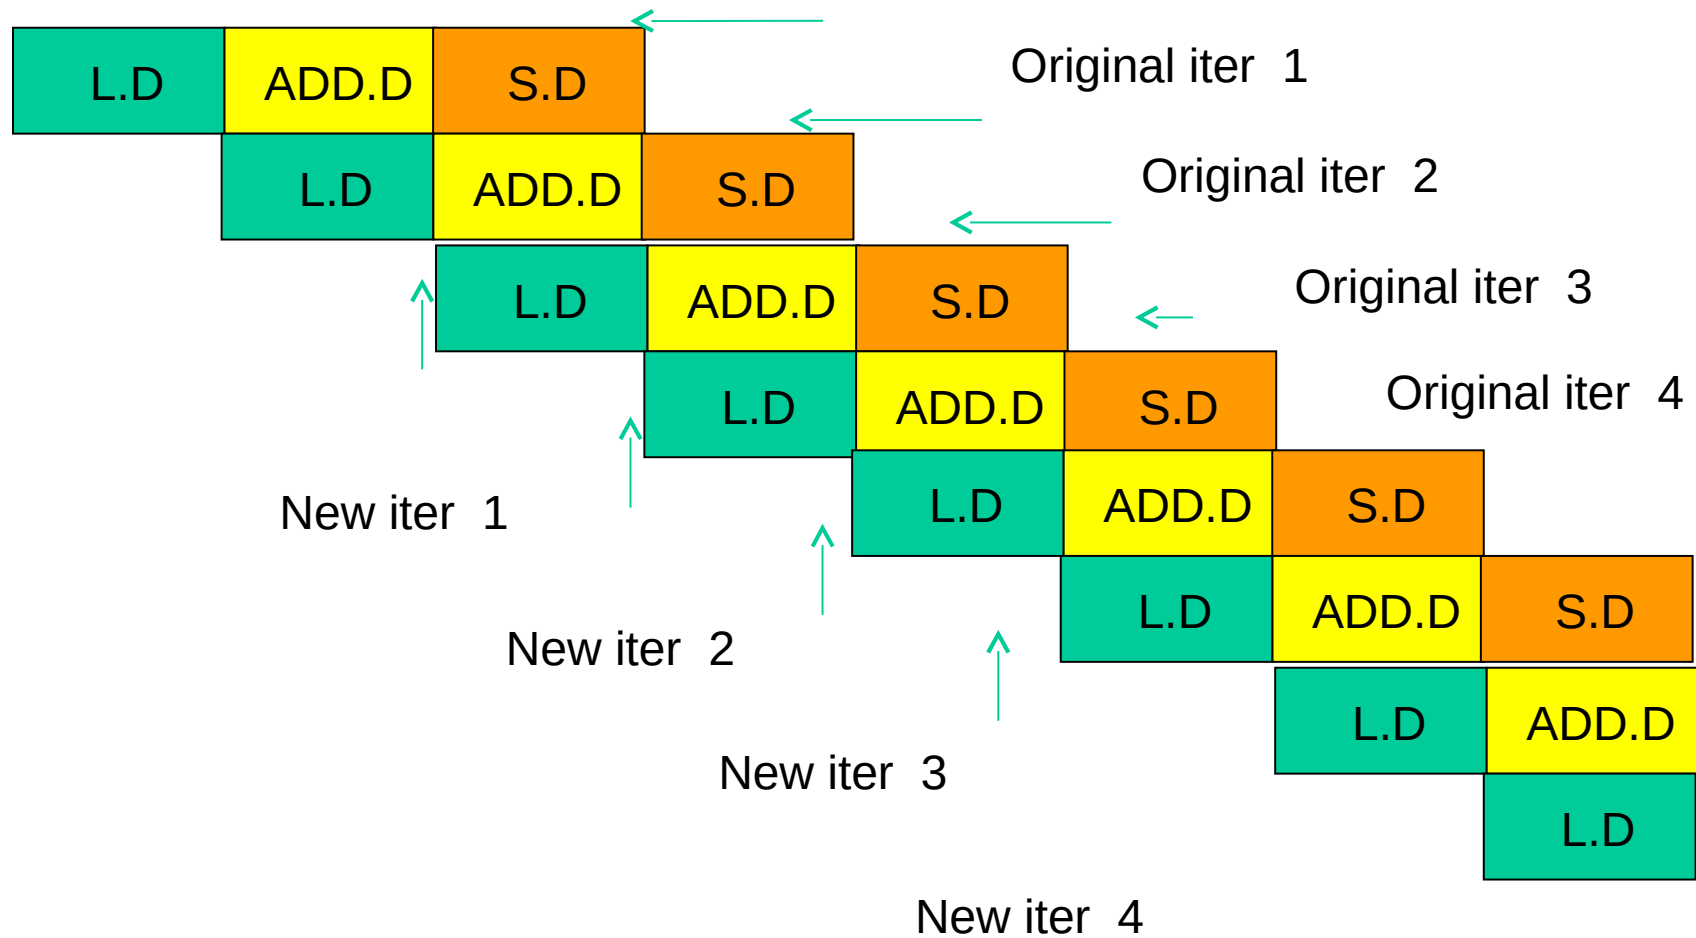 L.D ADD.D S.D
Original iter 1
L.D ADD.D S.D
Original iter 2
L.D ADD.D S.D
Original iter 3
L.D ADD.D S.D
Original iter 4
New iter 1
L.D ADD.D S.D
L.D ADD.D S.D
New iter 2
L.D ADD.D
New iter 3
L.D
New iter 4